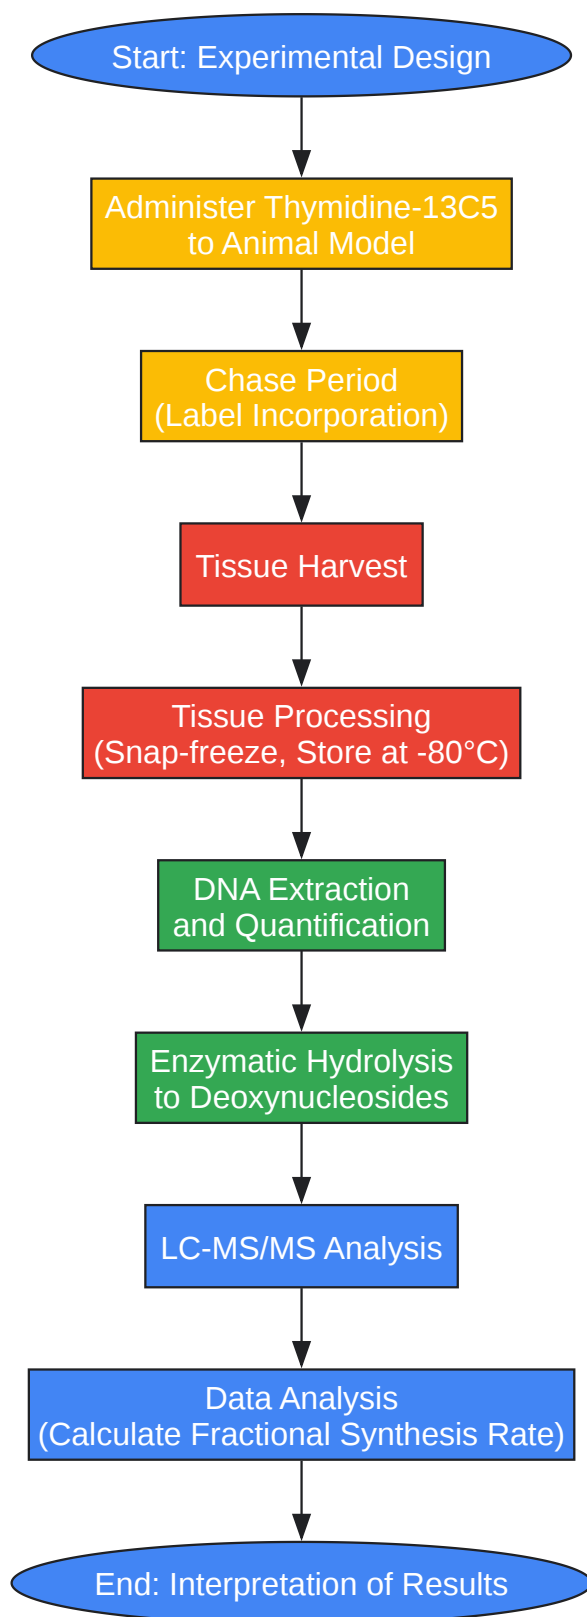 Start: Experimental Design
Administer Thymidine-13C5
to Animal Model
Chase Period
(Label Incorporation)
Tissue Harvest
Tissue Processing
(Snap-freeze, Store at -80°C)
DNA Extraction
and Quantification
Enzymatic Hydrolysis
to Deoxynucleosides
LC-MS/MS Analysis
Data Analysis
(Calculate Fractional Synthesis Rate)
End: Interpretation of Results